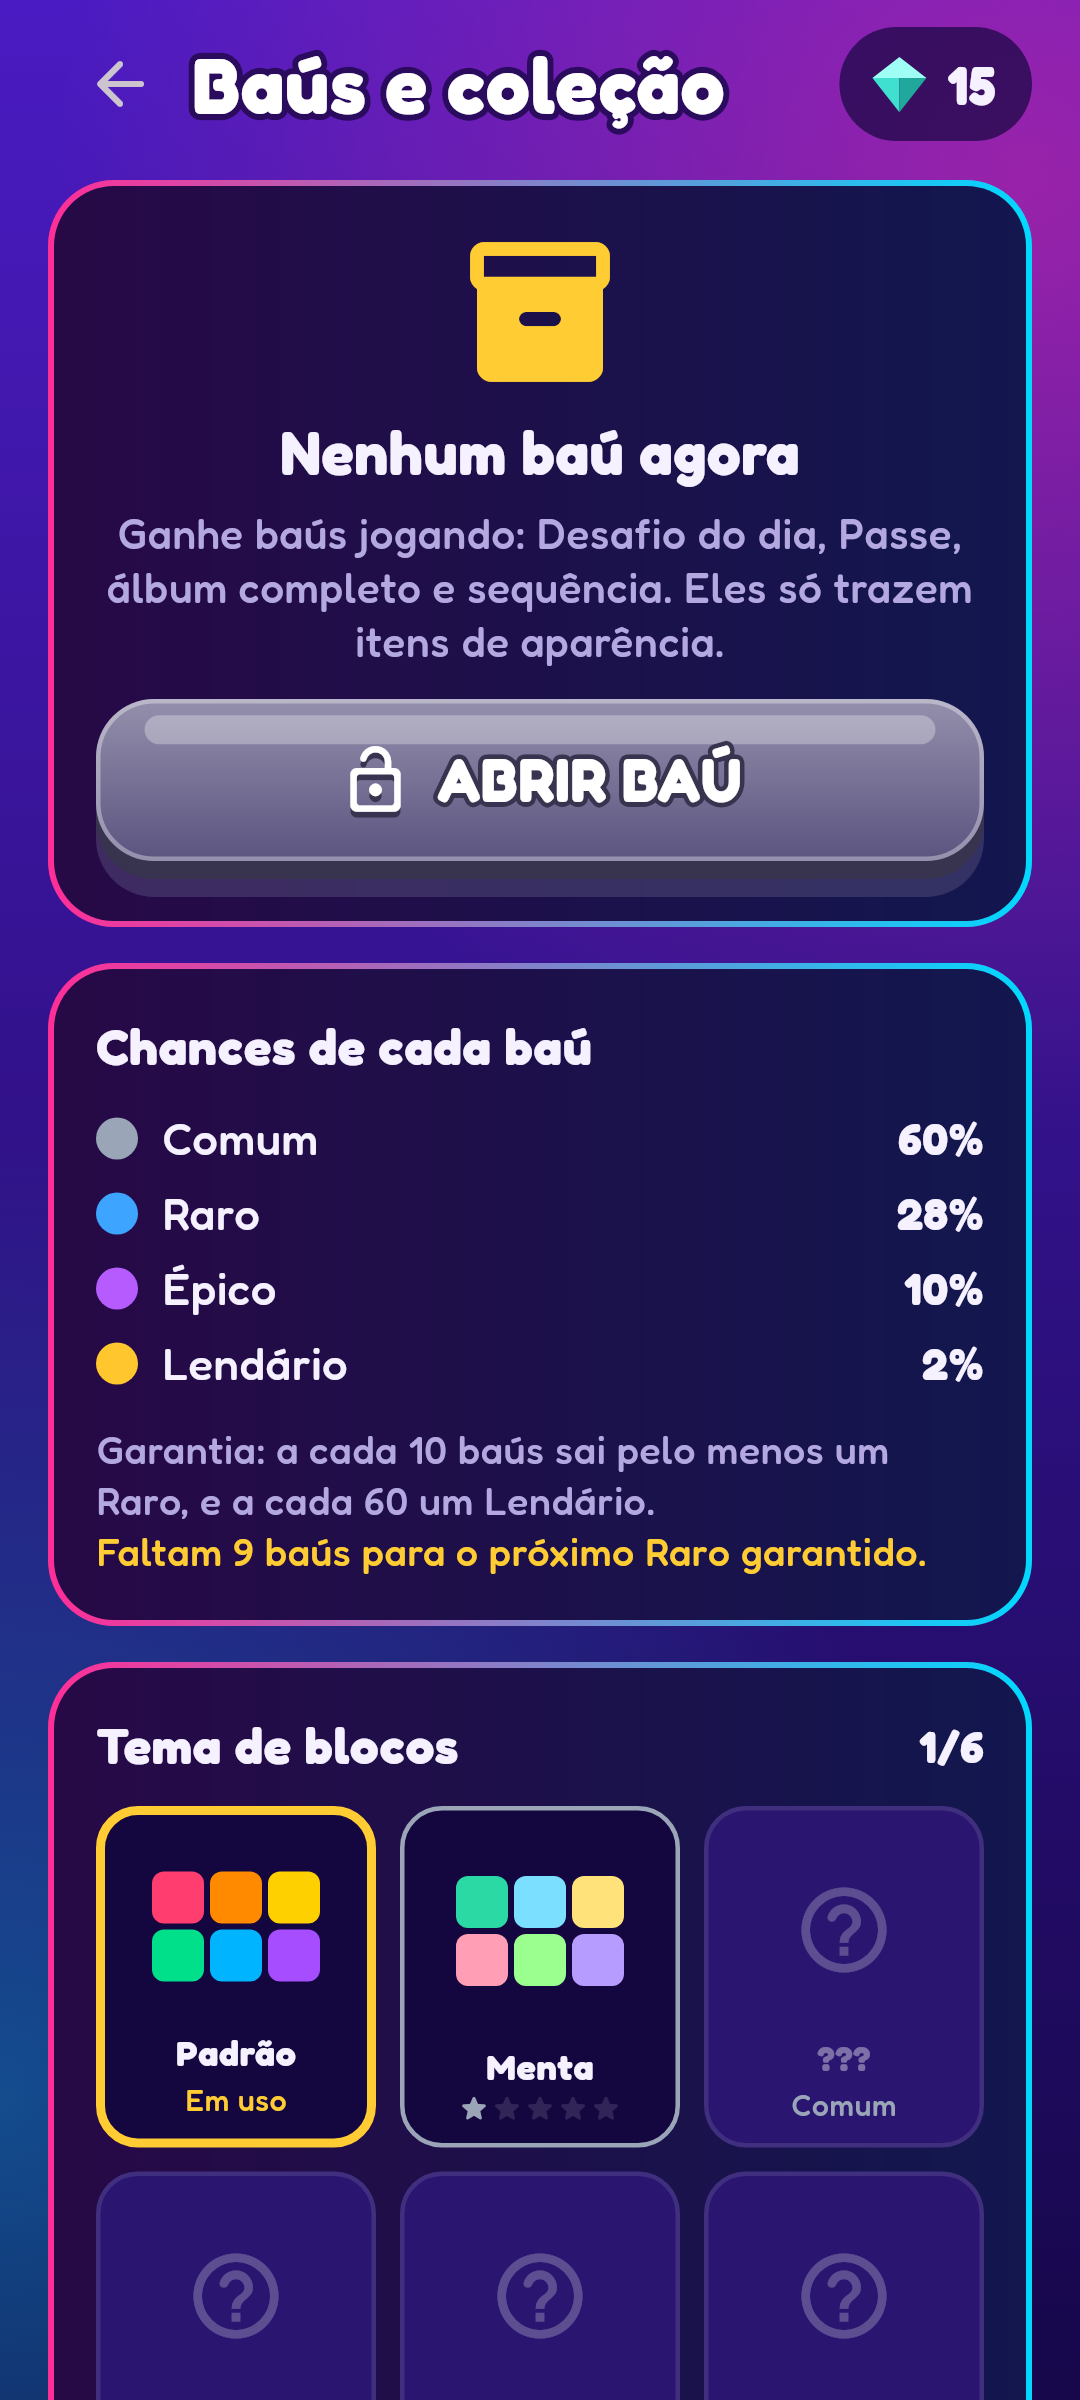 Baús e coleção
15
Nenhum baú agora
Ganhe baús jogando: Desafio do dia, Passe,
álbum completo e sequência. Eles só trazem
itens de aparência.
ABRIR BAÚ
Chances de cada baú
Comum 60%
Raro 28%
Épico 10%
Lendário 2%
Garantia: a cada 10 baús sai pelo menos um
Raro, e a cada 60 um Lendário.
Faltam 9 baús para o próximo Raro garantido.
Tema de blocos 1/6
Padrão
Em uso
Menta
???
Comum